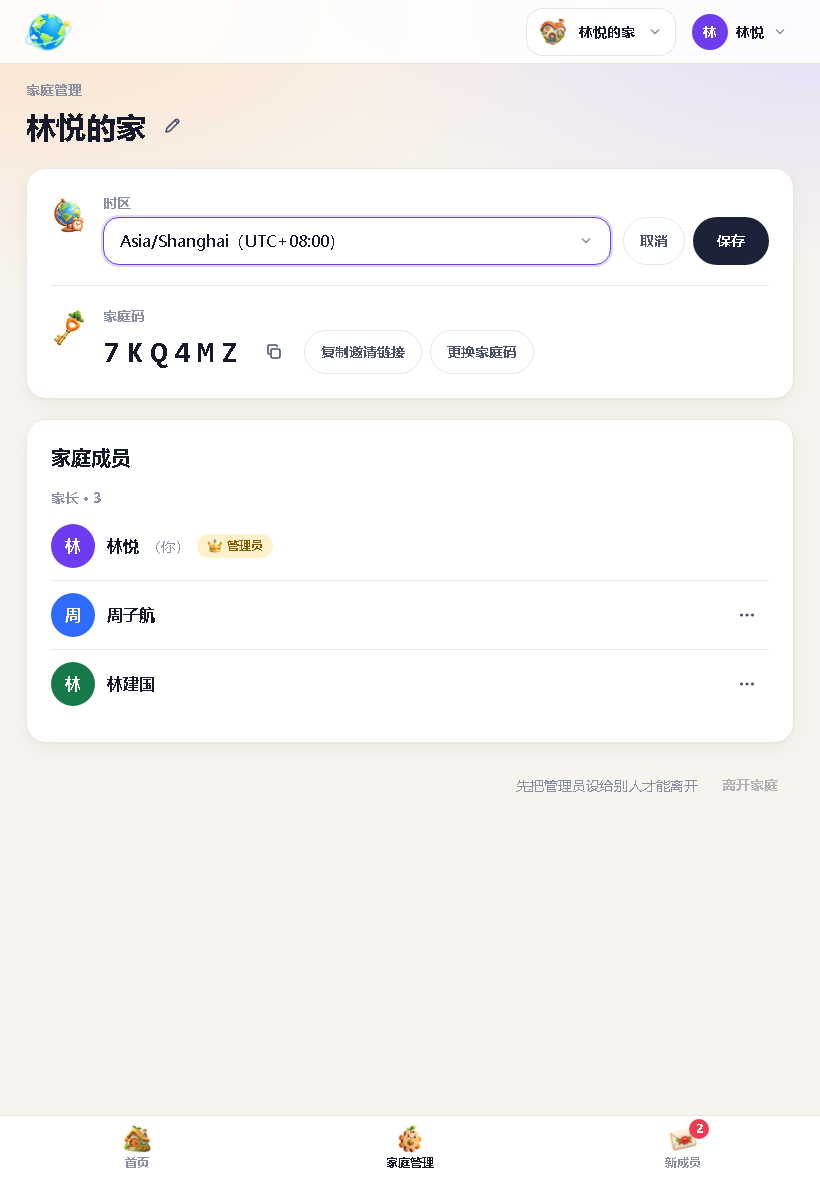 林悦的家
林 林悦
家庭管理
林悦的家
时区
Asia/Shanghai（UTC+08:00）
取消
保存
家庭码
7KQ4MZ
复制邀请链接
更换家庭码
家庭成员
家长 • 3
林 林悦 （你） 管理员
周 周子航
林 林建国
先把管理员设给别人才能离开 离开家庭
2
首页 家庭管理 新成员